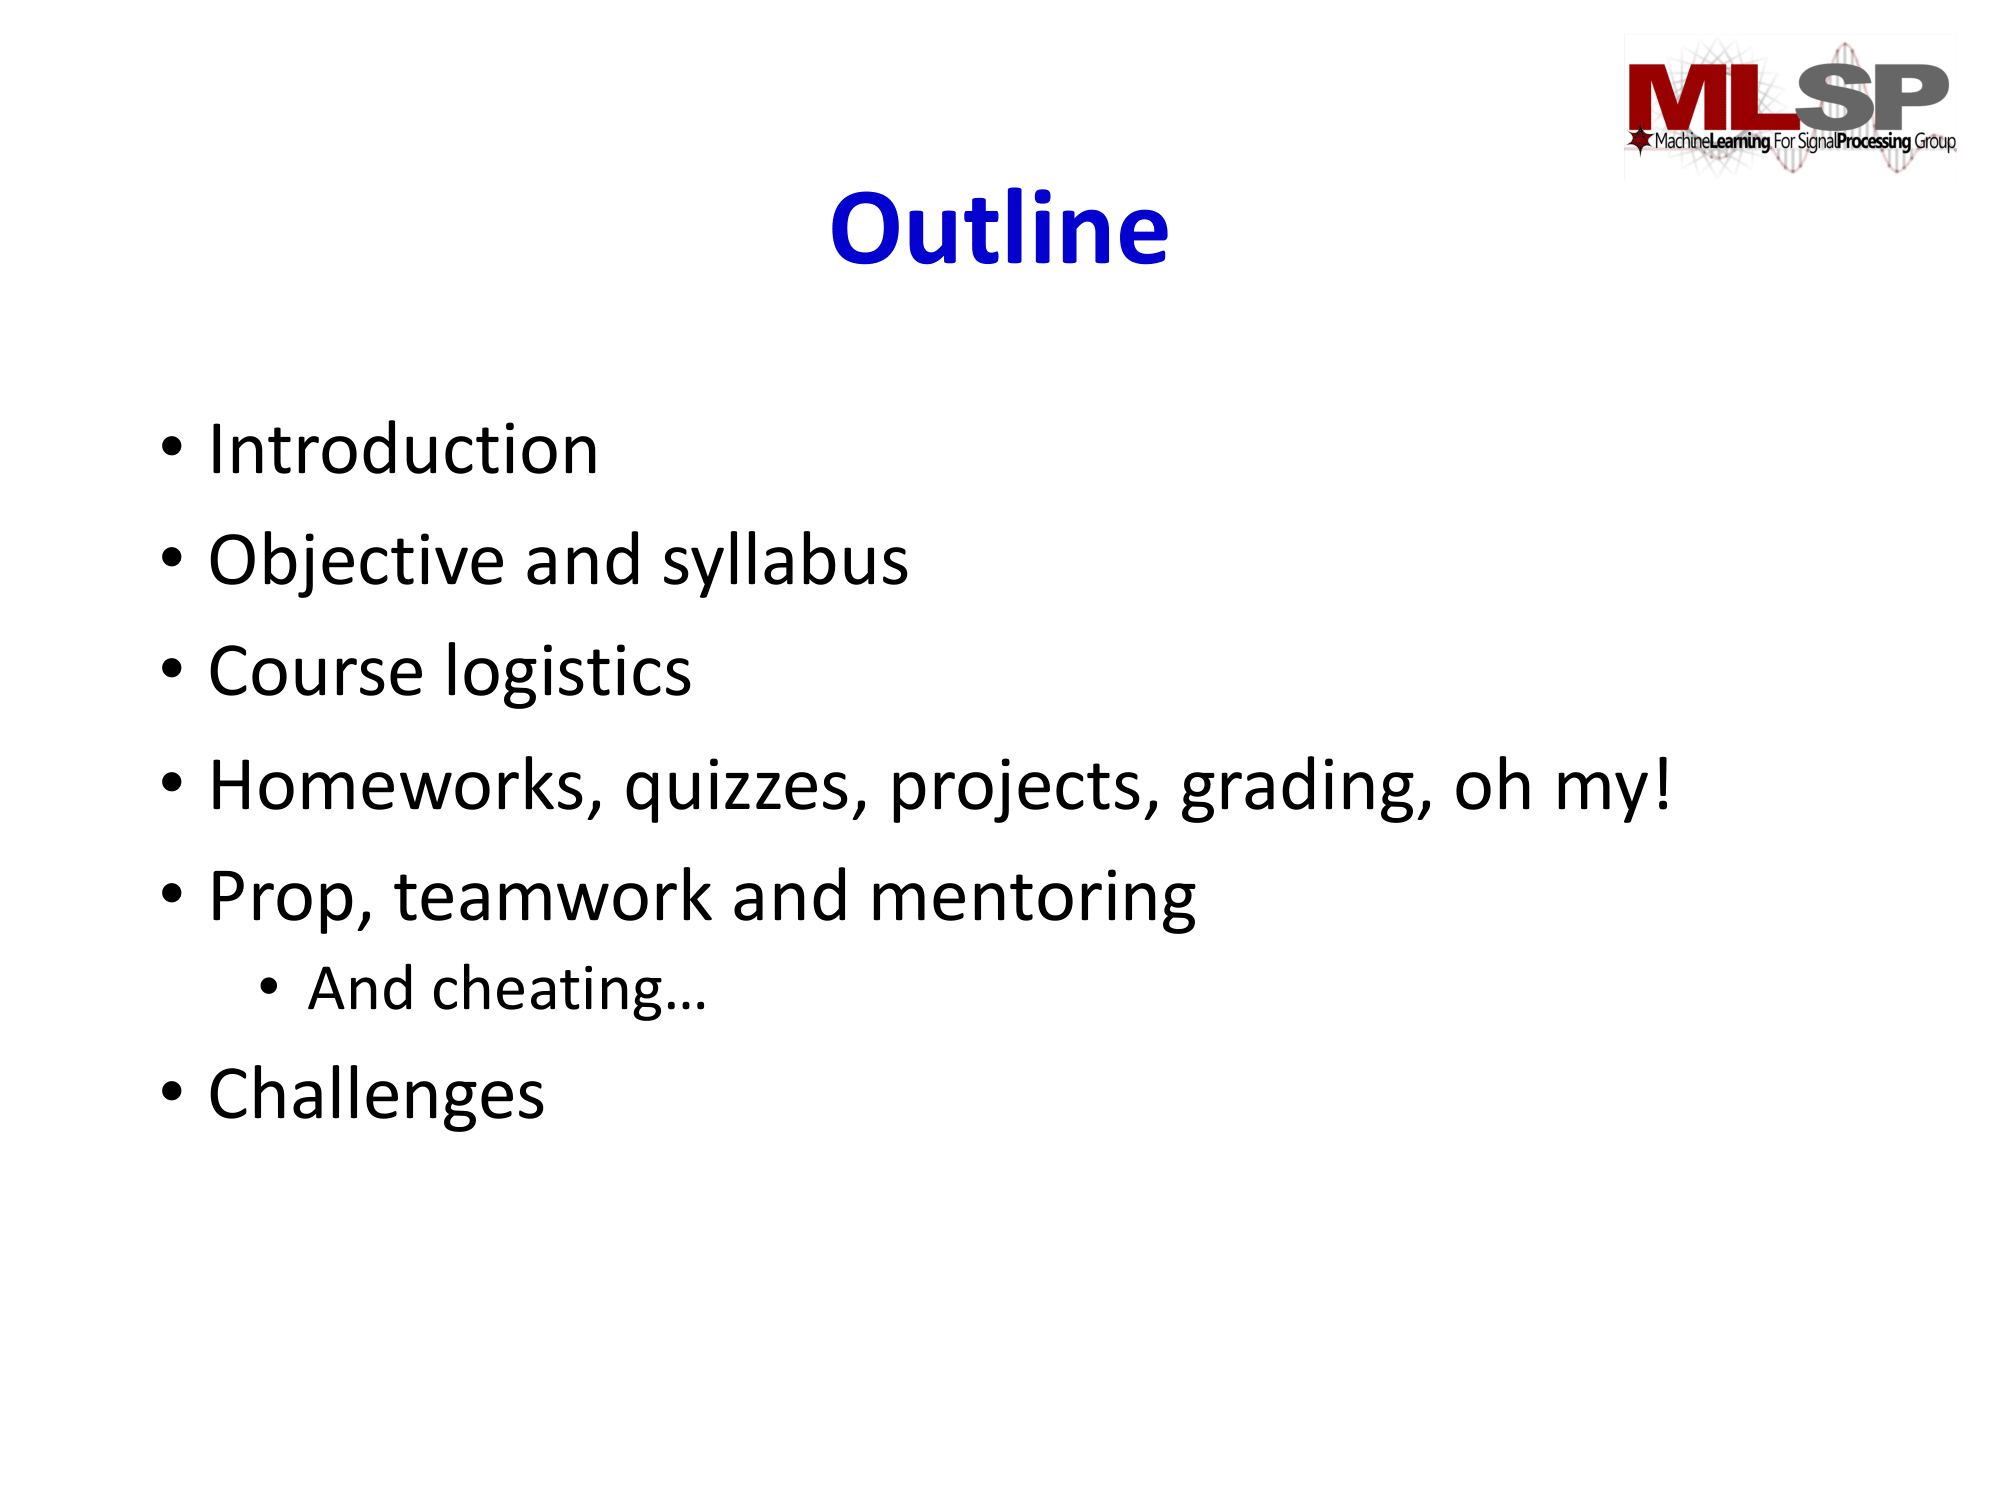 MLSP
MachineLearning For SignalProcessing Group
Outline
• Introduction
• Objective and syllabus
• Course logistics
• Homeworks, quizzes, projects, grading, oh my!
• Prop, teamwork and mentoring
• And cheating…
• Challenges